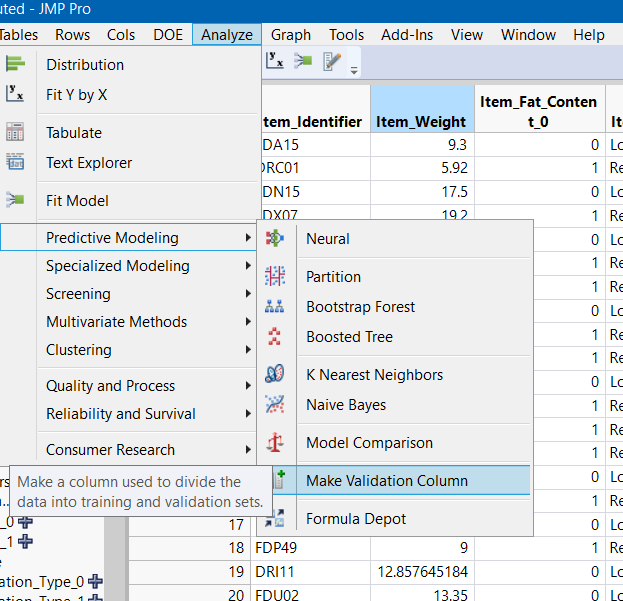 uted - JMP Pro
Tables Rows Cols DOE Analyze Graph Tools Add-Ins View Window Help
Distribution
Fit Y by X
Tabulate
Text Explorer
Fit Model
Predictive Modeling
Specialized Modeling
Screening
Multivariate Methods
Clustering
Quality and Process
Reliability and Survival
Consumer Research
Neural
Partition
Bootstrap Forest
Boosted Tree
K Nearest Neighbors
Naive Bayes
Model Comparison
Make Validation Column
Formula Depot
Make a column used to divide the
data into training and validation sets.
tem_Identifier Item_Weight Item_Fat_Conten
t_0
DA15 9.3 0 Lo
DRC01 5.92 1 Re
DN15 17.5 0 Lo
DX07 19.2 1 Re
0 Lo
1 Re
1 Re
0 Lo
1 Re
1 Re
0 Lo
1 Re
1 Re
1 Re
0 Lo
1 Re
17 0 Lo
18 FDP49 9 1 Re
19 DRI11 12.857645184 0 Lo
20 FDU02 13.35 0 Lo
_0
_1
ation_Type_0
ation_Type_1